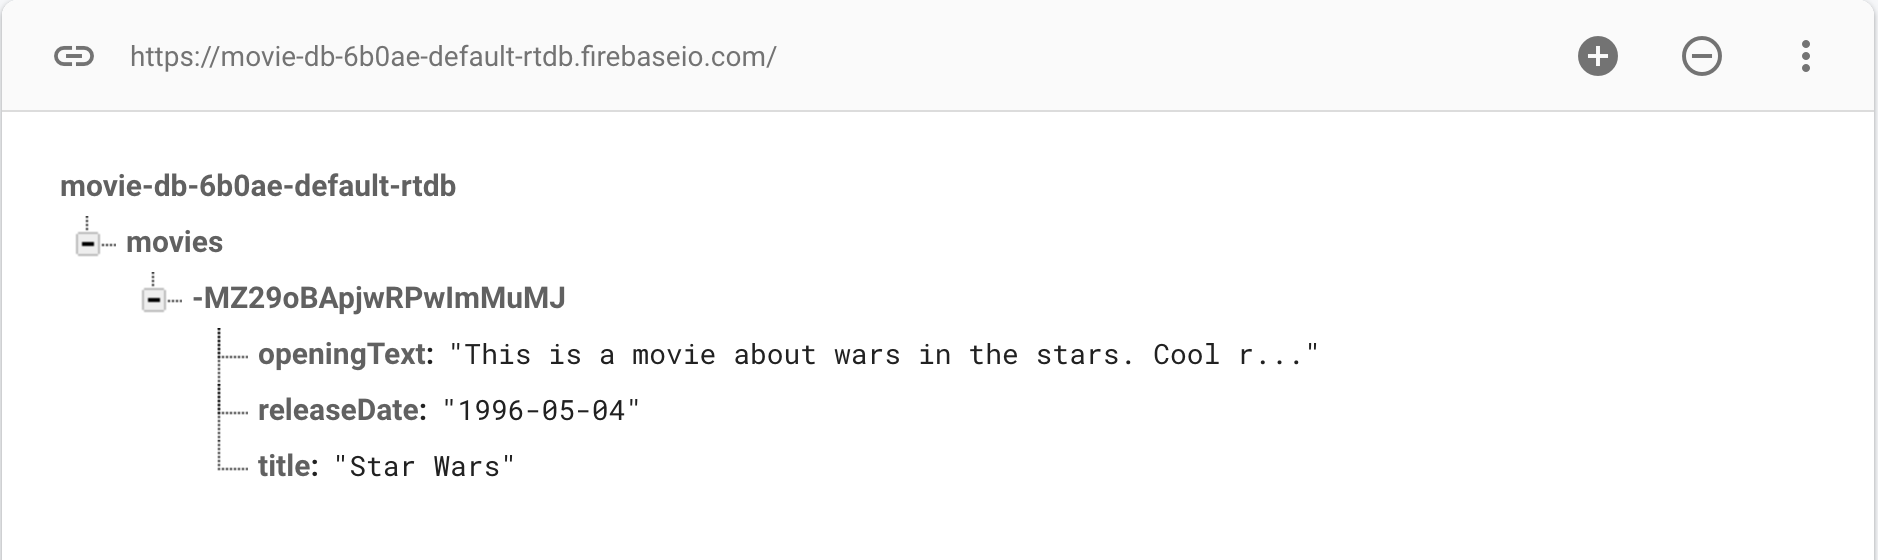 https://movie-db-6b0ae-default-rtdb.firebaseio.com/
movie-db-6b0ae-default-rtdb
movies
-MZ29oBApjwRPwImMuMJ
openingText: "This is a movie about wars in the stars. Cool r..."
releaseDate: "1996-05-04"
title: "Star Wars"